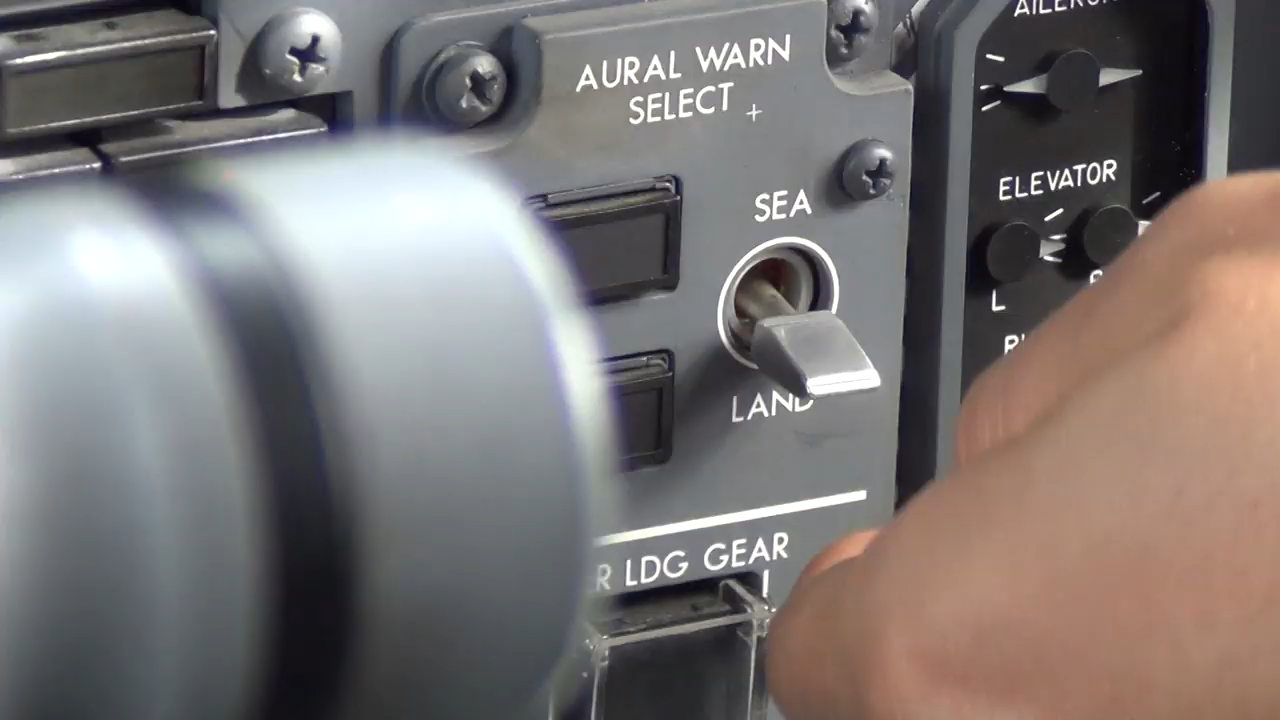 AURAL WARN
SELECT
SEA
LAND
LDG GEAR
ELEVATOR
L